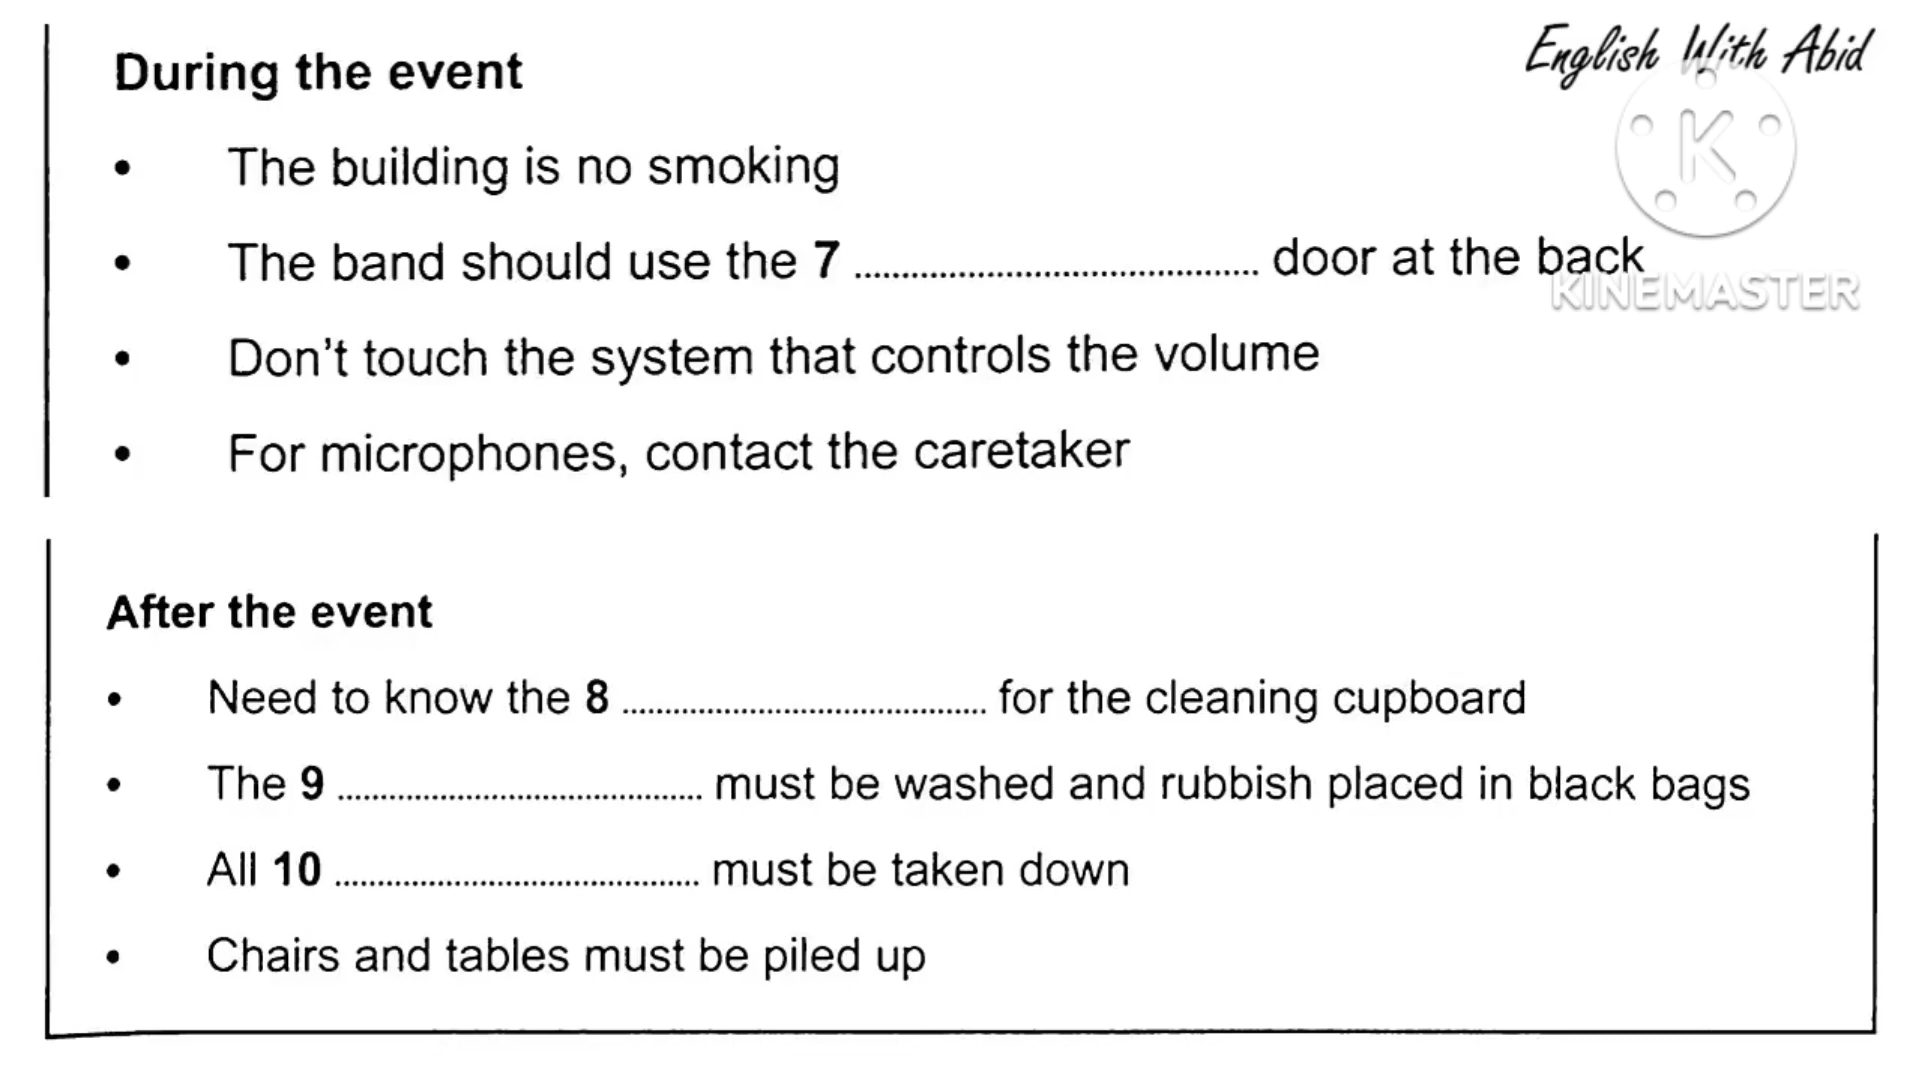 English With Abid
During the event
• The building is no smoking
• The band should use the 7 ........................................ door at the back
KINEMASTER
• Don't touch the system that controls the volume
• For microphones, contact the caretaker
After the event
• Need to know the 8 ........................................ for the cleaning cupboard
• The 9 ........................................ must be washed and rubbish placed in black bags
• All 10 ........................................ must be taken down
• Chairs and tables must be piled up